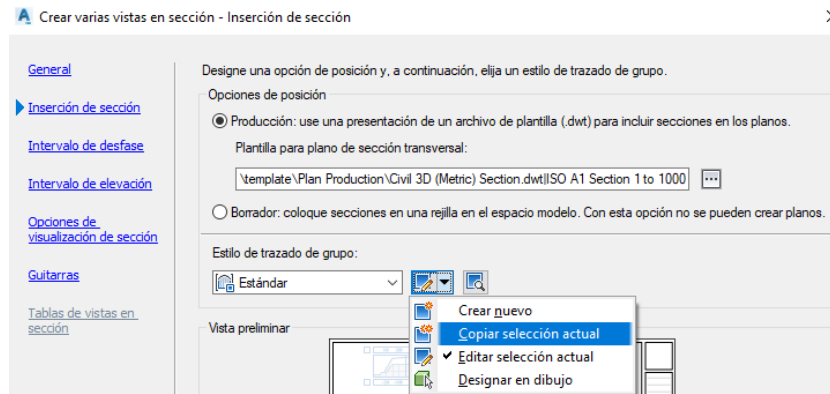 Crear varias vistas en sección - Inserción de sección
General
Inserción de sección
Intervalo de desfase
Intervalo de elevación
Opciones de
visualización de sección
Guitarras
Tablas de vistas en
sección
Designe una opción de posición y, a continuación, elija un estilo de trazado de grupo.
Opciones de posición
Producción: use una presentación de un archivo de plantilla (.dwt) para incluir secciones en los planos.
Plantilla para plano de sección transversal:
\template\Plan Production\Civil 3D (Metric) Section.dwt|ISO A1 Section 1 to 1000
...
Borrador: coloque secciones en una rejilla en el espacio modelo. Con esta opción no se pueden crear planos.
Estilo de trazado de grupo:
Estándar
Crear nuevo
Copiar selección actual
Editar selección actual
Designar en dibujo
Vista preliminar